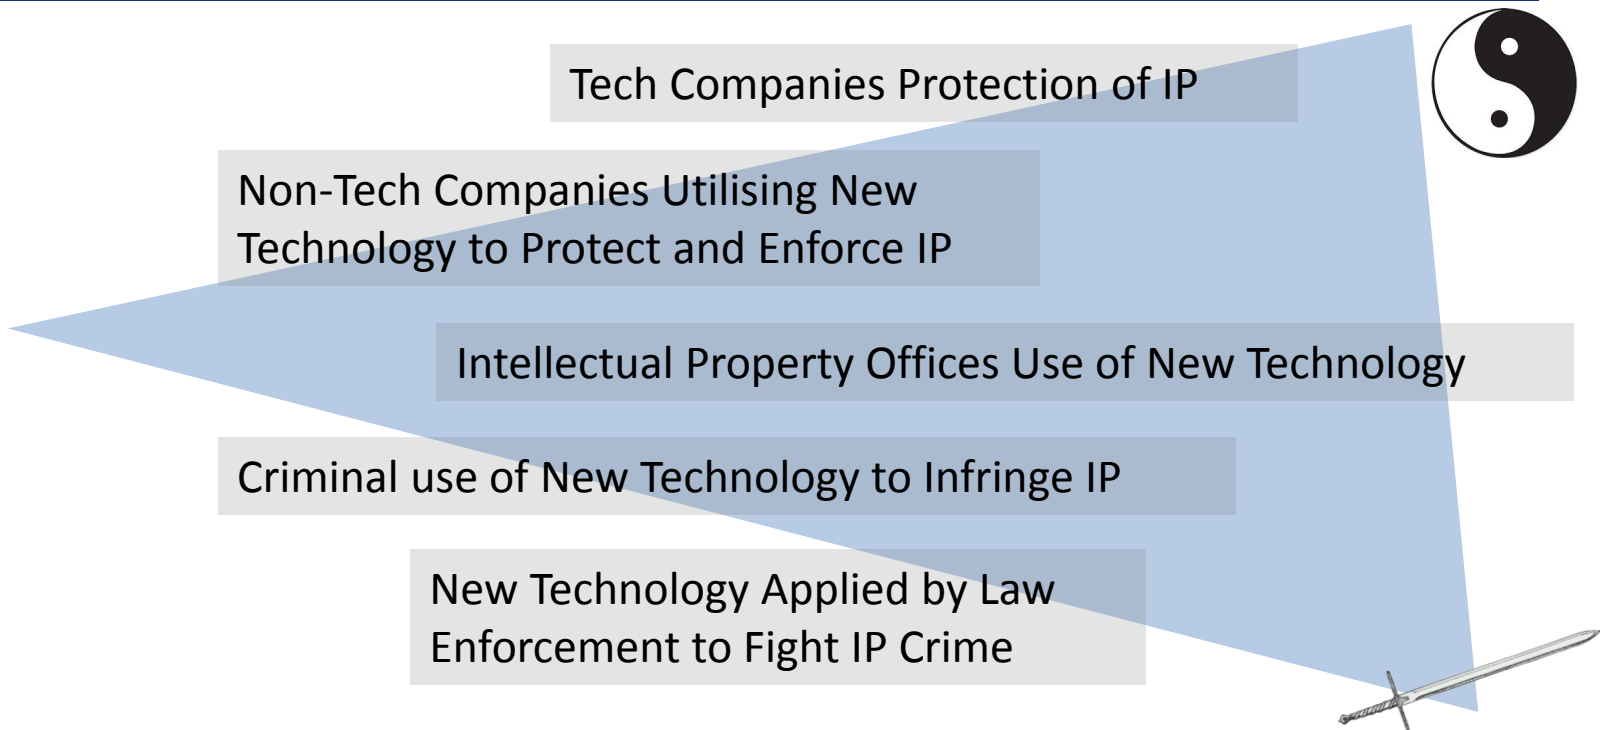 Tech Companies Protection of IP
Non-Tech Companies Utilising New
Technology to Protect and Enforce IP
Intellectual Property Offices Use of New Technology
Criminal use of New Technology to Infringe IP
New Technology Applied by Law
Enforcement to Fight IP Crime